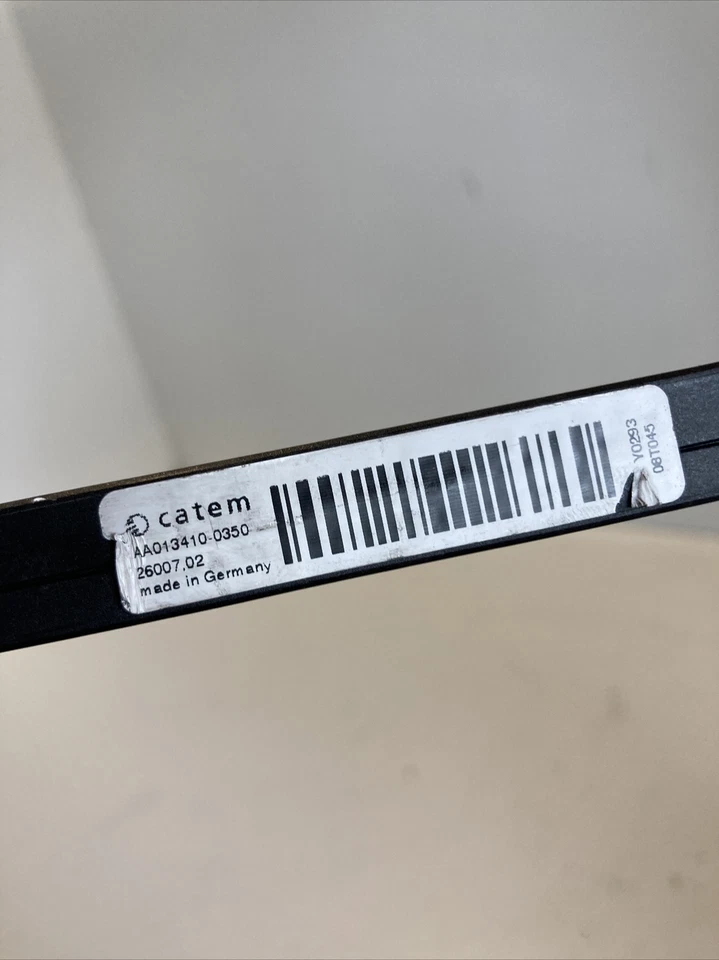 catem
AA013410-0350
26007.02
made in Germany
Y0293
08T045